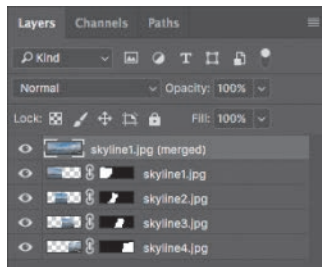 Layers Channels Paths
Kind T
Normal Opacity: 100%
Lock: Fill: 100%
skyline1.jpg (merged)
skyline1.jpg
skyline2.jpg
skyline3.jpg
skyline4.jpg